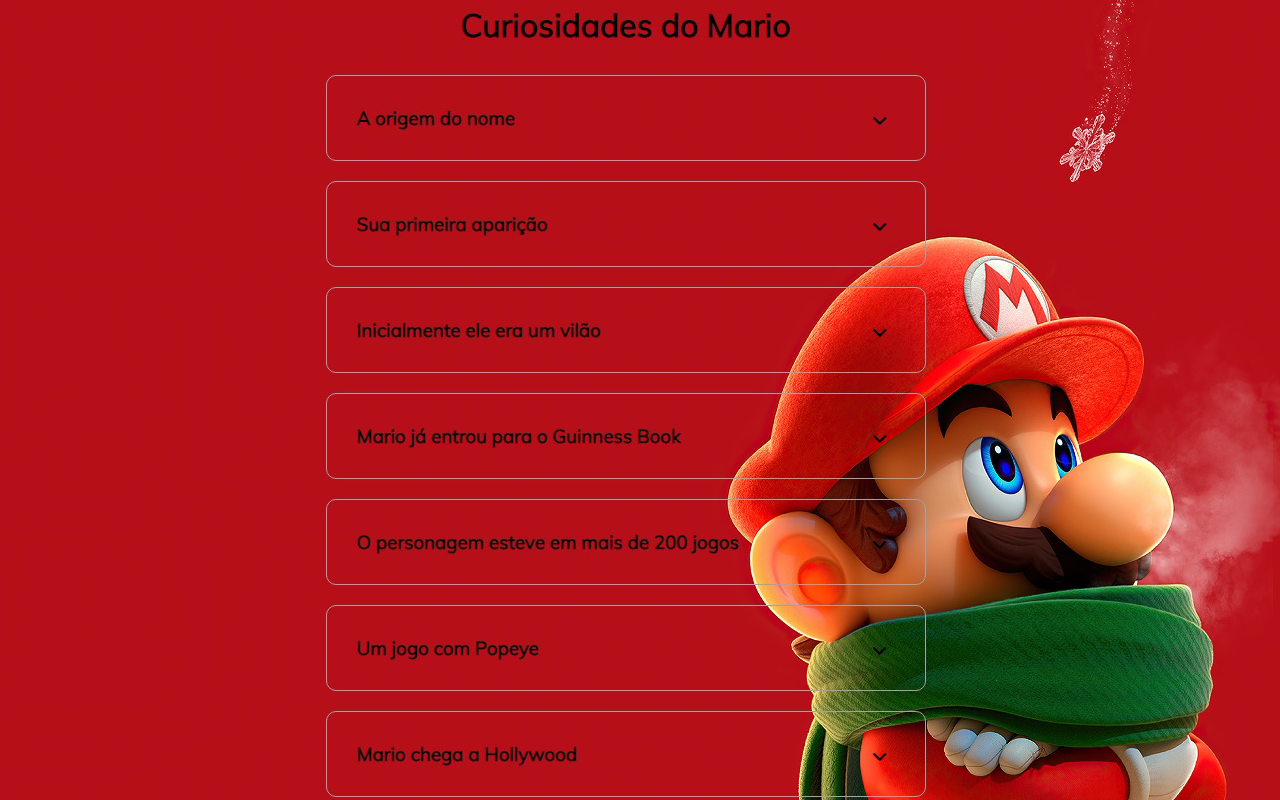 Curiosidades do Mario
A origem do nome
Sua primeira aparição
M
Inicialmente ele era um vilão
Mario já entrou para o Guinness Book
O personagem esteve em mais de 200 jogos
Um jogo com Popeye
Mario chega a Hollywood